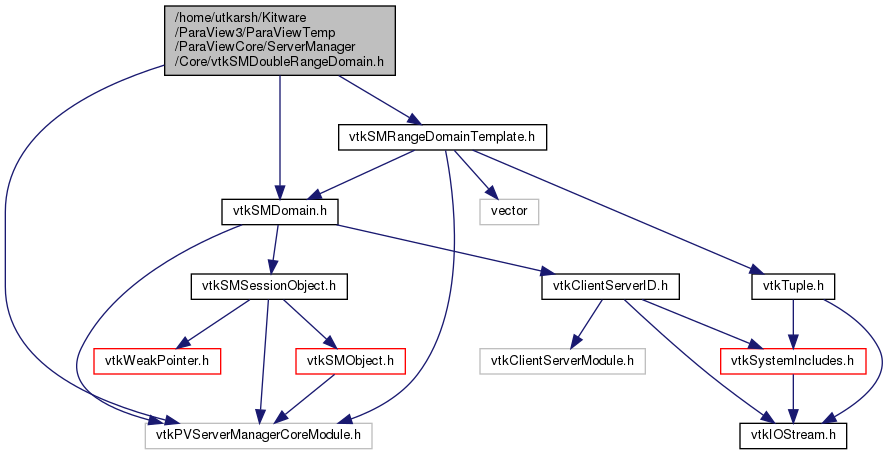 /home/utkarsh/Kitware
/ParaView3/ParaViewTemp
/ParaViewCore/ServerManager
/Core/vtkSMDoubleRangeDomain.h
vtkSMRangeDomainTemplate.h
vtkSMDomain.h
vector
vtkSMSessionObject.h
vtkClientServerID.h
vtkTuple.h
vtkWeakPointer.h
vtkSMObject.h
vtkClientServerModule.h
vtkSystemIncludes.h
vtkPVServerManagerCoreModule.h
vtkIOStream.h